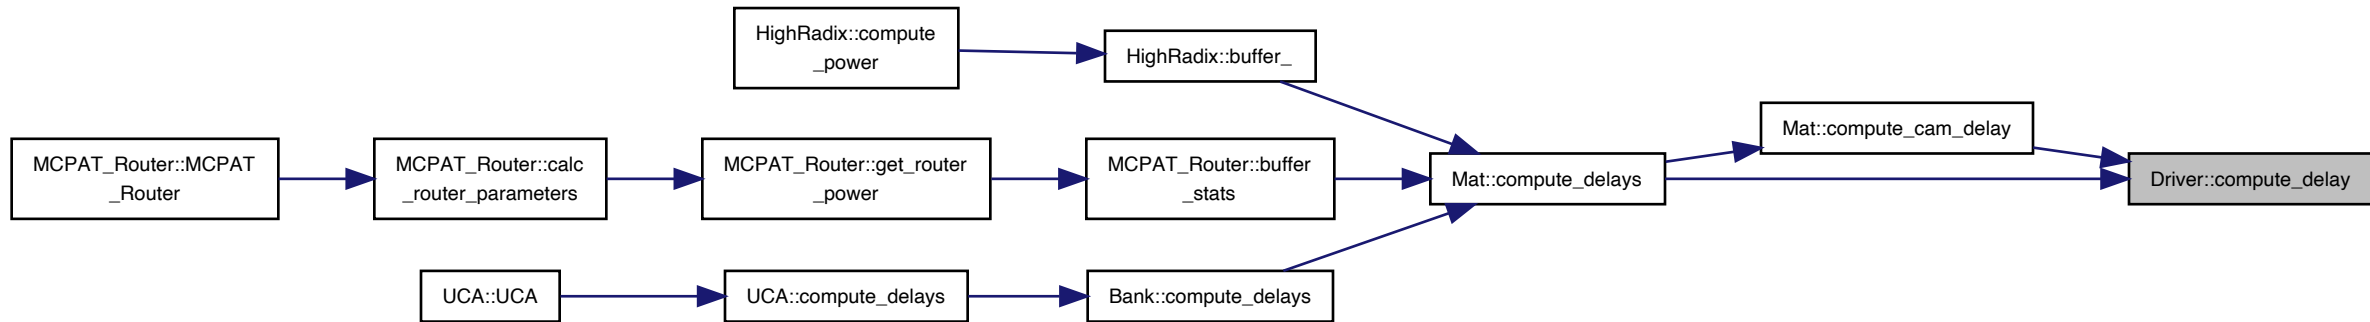 HighRadix::compute
_power
HighRadix::buffer_
MCPAT_Router::MCPAT
_Router
MCPAT_Router::calc
_router_parameters
MCPAT_Router::get_router
_power
MCPAT_Router::buffer
_stats
Mat::compute_delays
Mat::compute_cam_delay
Driver::compute_delay
UCA::UCA
UCA::compute_delays
Bank::compute_delays